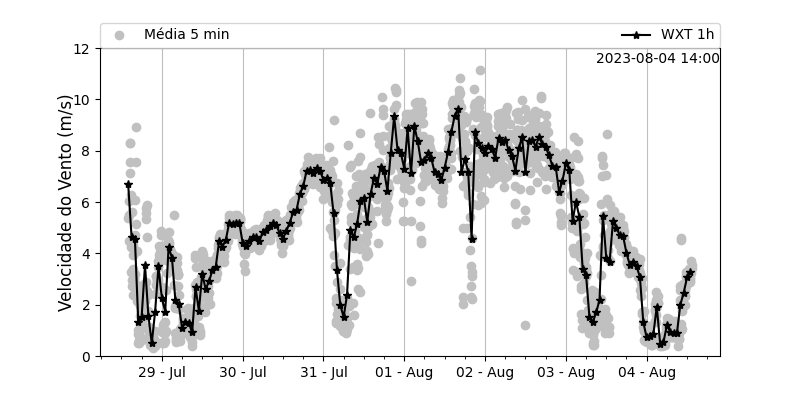 Média 5 min
WXT 1h
2023-08-04 14:00
Velocidade do Vento (m/s)
12
10
8
6
4
2
0
29 - Jul
30 - Jul
31 - Jul
01 - Aug
02 - Aug
03 - Aug
04 - Aug